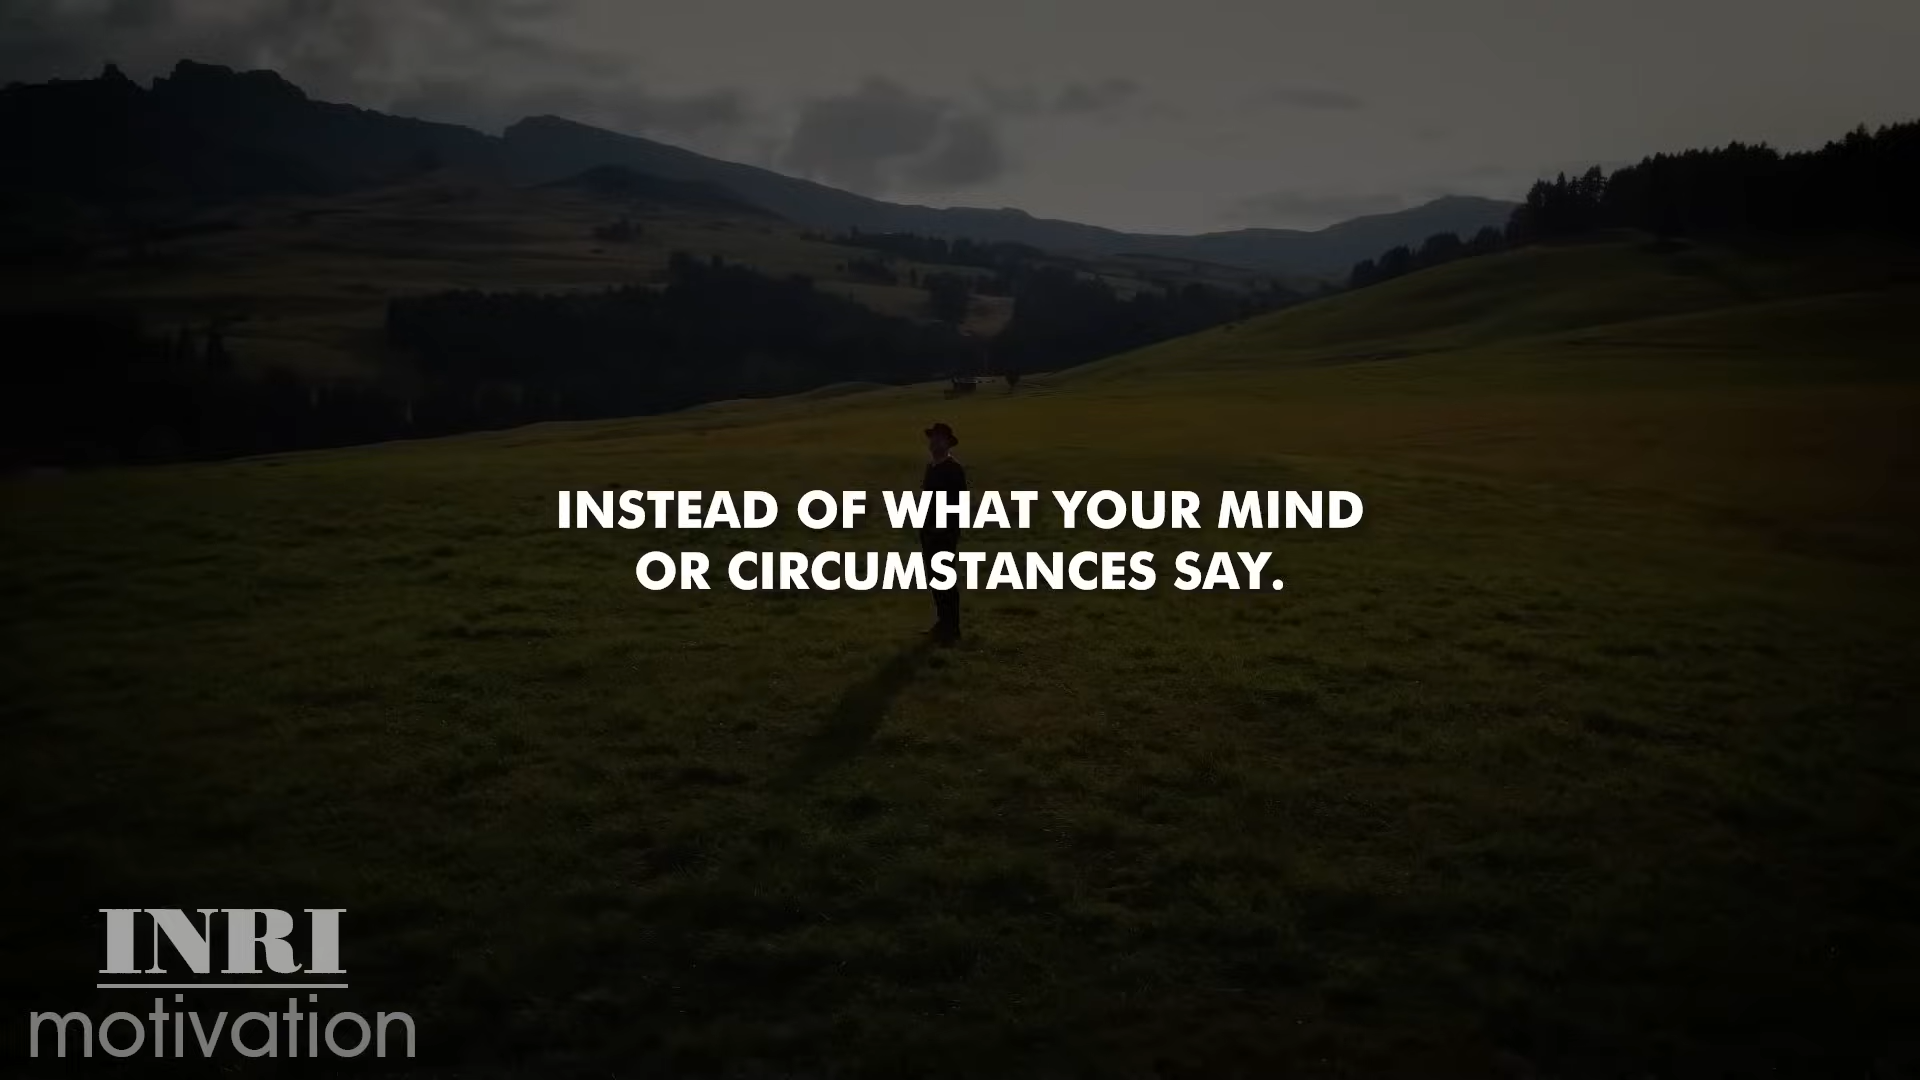 INSTEAD OF WHAT YOUR MIND
OR CIRCUMSTANCES SAY.
INRI
motivation